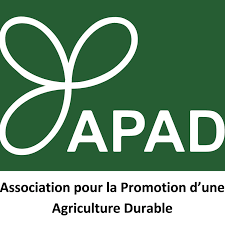 APAD
Association pour la Promotion d'une
Agriculture Durable